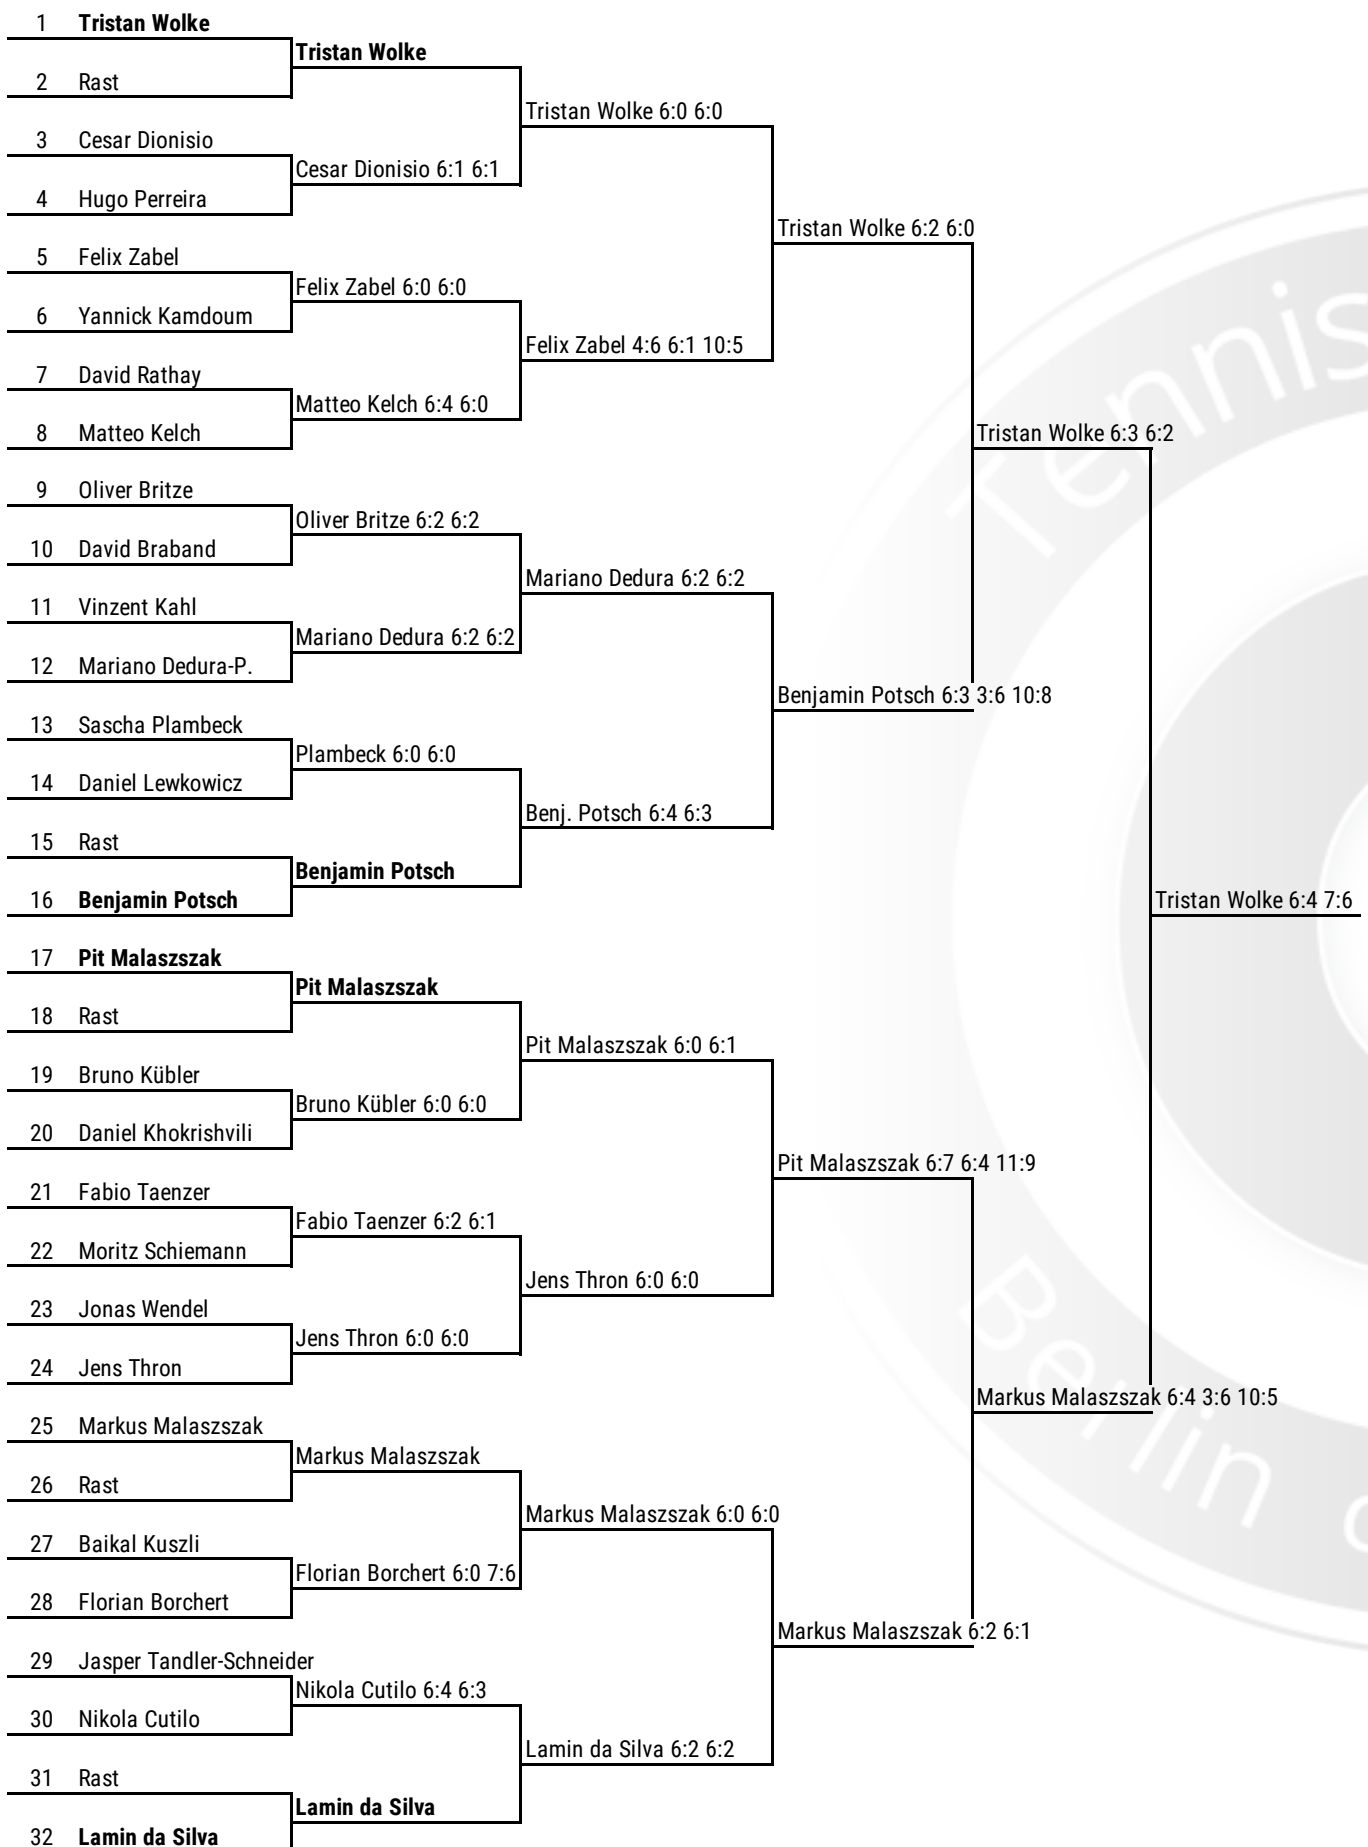 1 Tristan Wolke
Tristan Wolke
2 Rast
Tristan Wolke 6:0 6:0
3 Cesar Dionisio
Cesar Dionisio 6:1 6:1
4 Hugo Perreira
Tristan Wolke 6:2 6:0
5 Felix Zabel
Felix Zabel 6:0 6:0
6 Yannick Kamdoum
Felix Zabel 4:6 6:1 10:5
7 David Rathay
Matteo Kelch 6:4 6:0
8 Matteo Kelch
Tristan Wolke 6:3 6:2
9 Oliver Britze
Oliver Britze 6:2 6:2
10 David Braband
Mariano Dedura 6:2 6:2
11 Vinzent Kahl
Mariano Dedura 6:2 6:2
12 Mariano Dedura-P.
Benjamin Potsch 6:3 3:6 10:8
13 Sascha Plambeck
Plambeck 6:0 6:0
14 Daniel Lewkowicz
Benj. Potsch 6:4 6:3
15 Rast
Benjamin Potsch
16 Benjamin Potsch
Tristan Wolke 6:4 7:6
17 Pit Malaszszak
Pit Malaszszak
18 Rast
Pit Malaszszak 6:0 6:1
19 Bruno Kübler
Bruno Kübler 6:0 6:0
20 Daniel Khokrishvili
Pit Malaszszak 6:7 6:4 11:9
21 Fabio Taenzer
Fabio Taenzer 6:2 6:1
22 Moritz Schiemann
Jens Thron 6:0 6:0
23 Jonas Wendel
Jens Thron 6:0 6:0
24 Jens Thron
Markus Malaszszak 6:4 3:6 10:5
25 Markus Malaszszak
Markus Malaszszak
26 Rast
Markus Malaszszak 6:0 6:0
27 Baikal Kuszli
Florian Borchert 6:0 7:6
28 Florian Borchert
Markus Malaszszak 6:2 6:1
29 Jasper Tandler-Schneider
Nikola Cutilo 6:4 6:3
30 Nikola Cutilo
Lamin da Silva 6:2 6:2
31 Rast
Lamin da Silva
32 Lamin da Silva
Tennis
Berlin